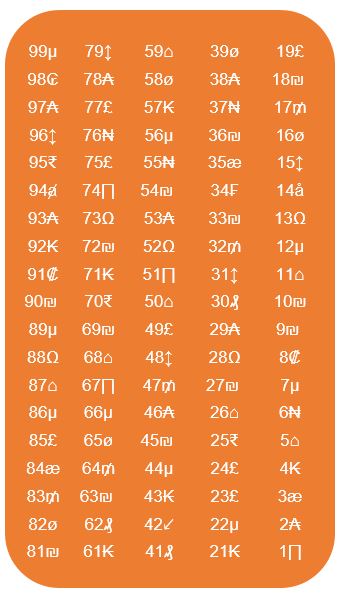 99µ 79↨ 59⌂ 39ø 19£
98₢ 78₳ 58ø 38₳ 18₪
97₳ 77£ 57₭ 37₦ 17₥
96↨ 76₦ 56µ 36₪ 16ø
95₹ 75£ 55₦ 35æ 15↨
94ⱥ 74∏ 54₪ 34₣ 14å
93₳ 73Ω 53₳ 33₪ 13Ω
92₭ 72₪ 52Ω 32₥ 12µ
91₡ 71₭ 51∏ 31↨ 11⌂
90₪ 70₹ 50⌂ 30₰ 10₪
89µ 69₪ 49£ 29₳ 9₪
88Ω 68⌂ 48↨ 28Ω 8₡
87⌂ 67∏ 47₥ 27₪ 7µ
86µ 66µ 46₳ 26⌂ 6₦
85£ 65ø 45₪ 25₹ 5⌂
84æ 64₥ 44µ 24£ 4₭
83₥ 63₪ 43₭ 23£ 3æ
82ø 62₰ 42↙ 22µ 2₳
81₪ 61₭ 41₰ 21₭ 1∏